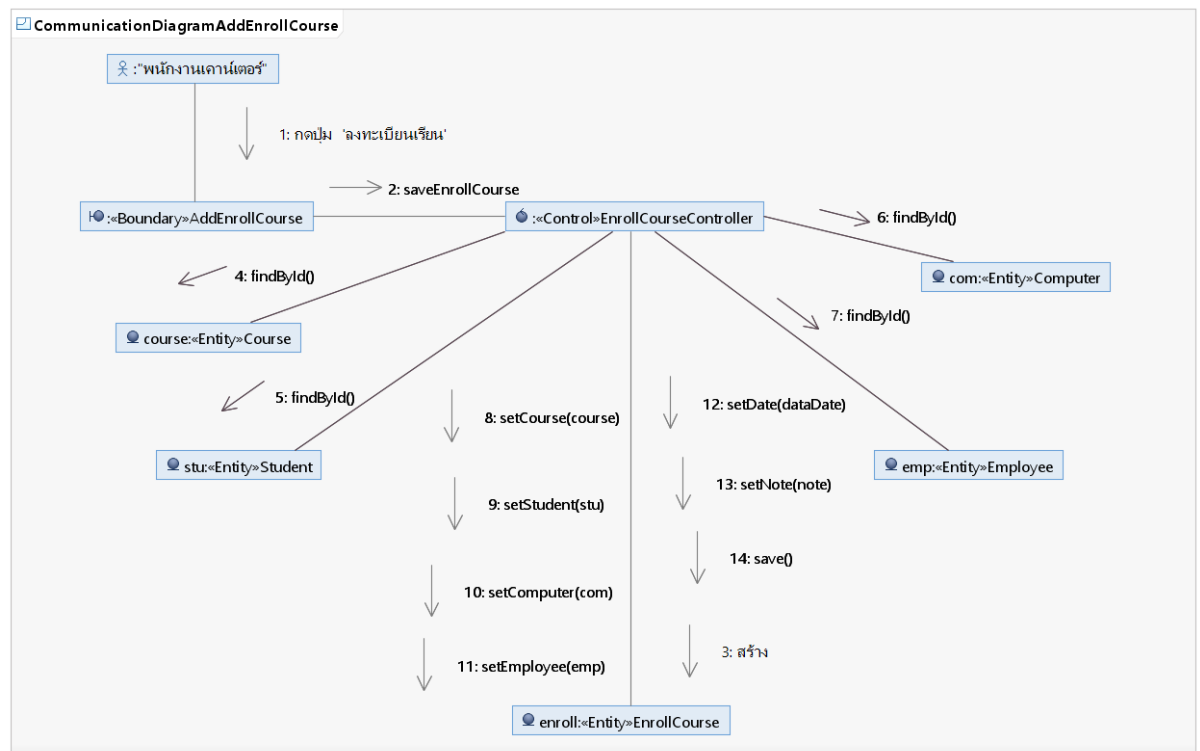 CommunicationDiagramAddEnrollCourse
:"พนักงานเคาน์เตอร์"
1: กดปุ่ม 'ลงทะเบียนเรียน'
2: saveEnrollCourse
:«Boundary»AddEnrollCourse
:«Control»EnrollCourseController
6: findById()
4: findById()
com:«Entity»Computer
7: findById()
course:«Entity»Course
5: findById()
8: setCourse(course)
12: setDate(dataDate)
stu:«Entity»Student
emp:«Entity»Employee
9: setStudent(stu)
13: setNote(note)
14: save()
10: setComputer(com)
3: สร้าง
11: setEmployee(emp)
enroll:«Entity»EnrollCourse